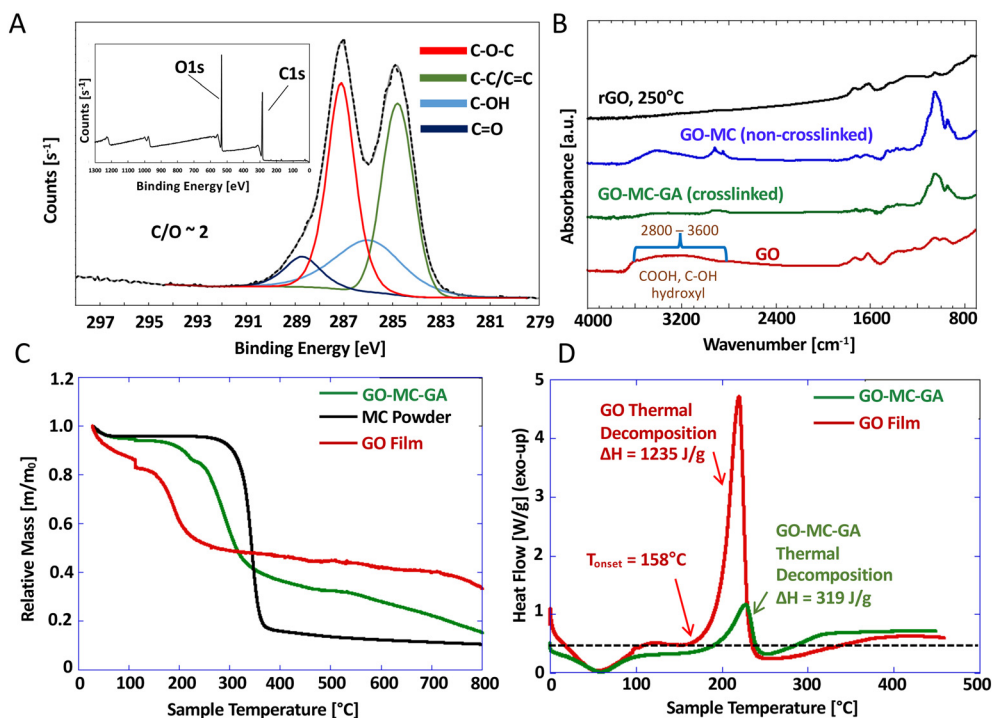 A
O1s
C1s
Counts [s-1]
1300 1200 1100 1000 900 800 700 600 500 400 300 200 100 0
Binding Energy [eV]
C-O-C
C-C/C=C
C-OH
C=O
C/O ~ 2
Counts [s-1]
297 295 293 291 289 287 285 283 281 279
Binding Energy [eV]
B
rGO, 250°C
GO-MC (non-crosslinked)
GO-MC-GA (crosslinked)
2800 – 3600
GO
COOH, C-OH
hydroxyl
Absorbance [a.u.]
4000 3200 2400 1600 800
Wavenumber [cm-1]
C
GO-MC-GA
MC Powder
GO Film
Relative Mass [m/m0]
1.2
1.0
0.8
0.6
0.4
0.2
0
0 100 200 300 400 500 600 700 800
Sample Temperature [°C]
D
GO-MC-GA
GO Film
GO Thermal
Decomposition
ΔH = 1235 J/g
Tonset = 158°C
GO-MC-GA
Thermal
Decomposition
ΔH = 319 J/g
Heat Flow [W/g] (exo-up)
5
4
3
2
1
0
0 100 200 300 400 500
Sample Temperature [°C]